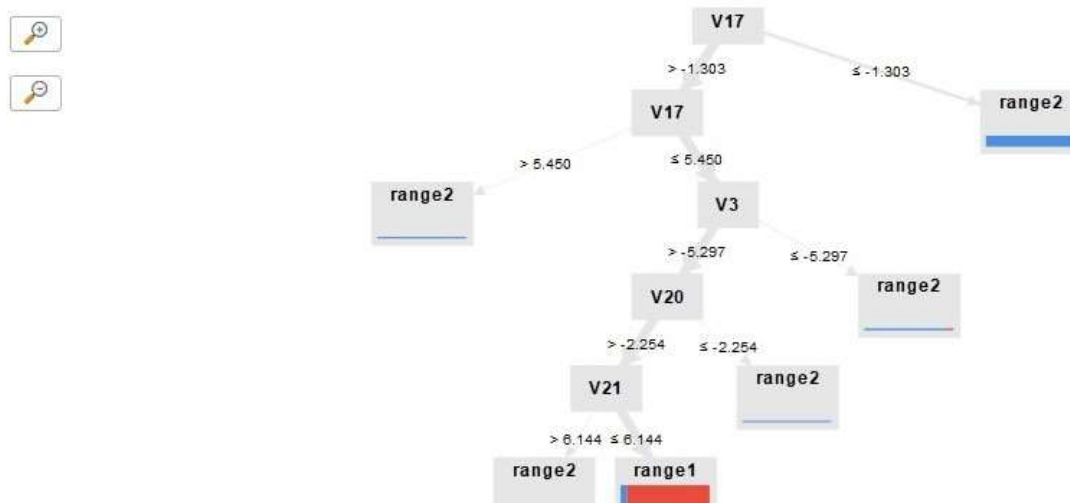 V17
> -1.303
≤ -1.303
V17
range2
> 5.450
≤ 5.450
range2
V3
> -5.297
≤ -5.297
V20
range2
> -2.254
≤ -2.254
V21
range2
> 6.144
≤ 6.144
range2
range1